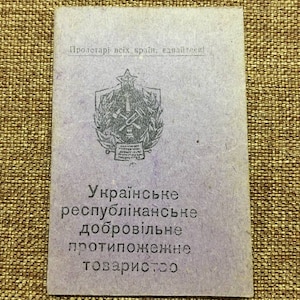 Пролетарі всіх країн, єднайтеся!
Українське
республіканське
добровільне
протипожежне
товариство